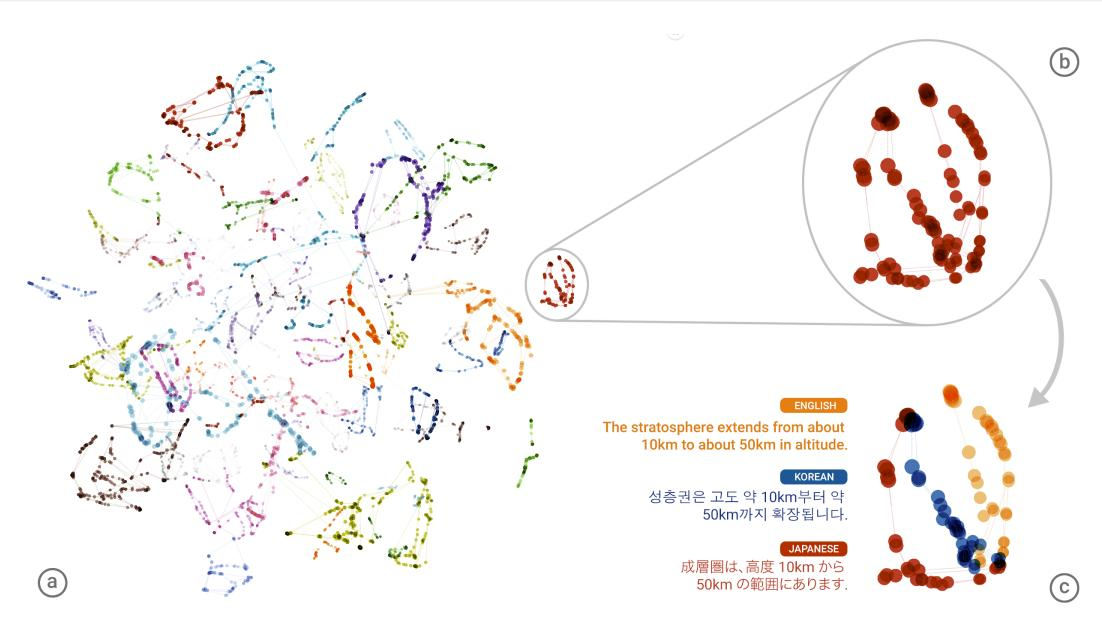 b
ENGLISH
The stratosphere extends from about
10km to about 50km in altitude.
KOREAN
성층권은 고도 약 10km부터 약
50km까지 확장됩니다.
JAPANESE
成層圏は、高度 10km から
50km の範囲にあります.
a
c